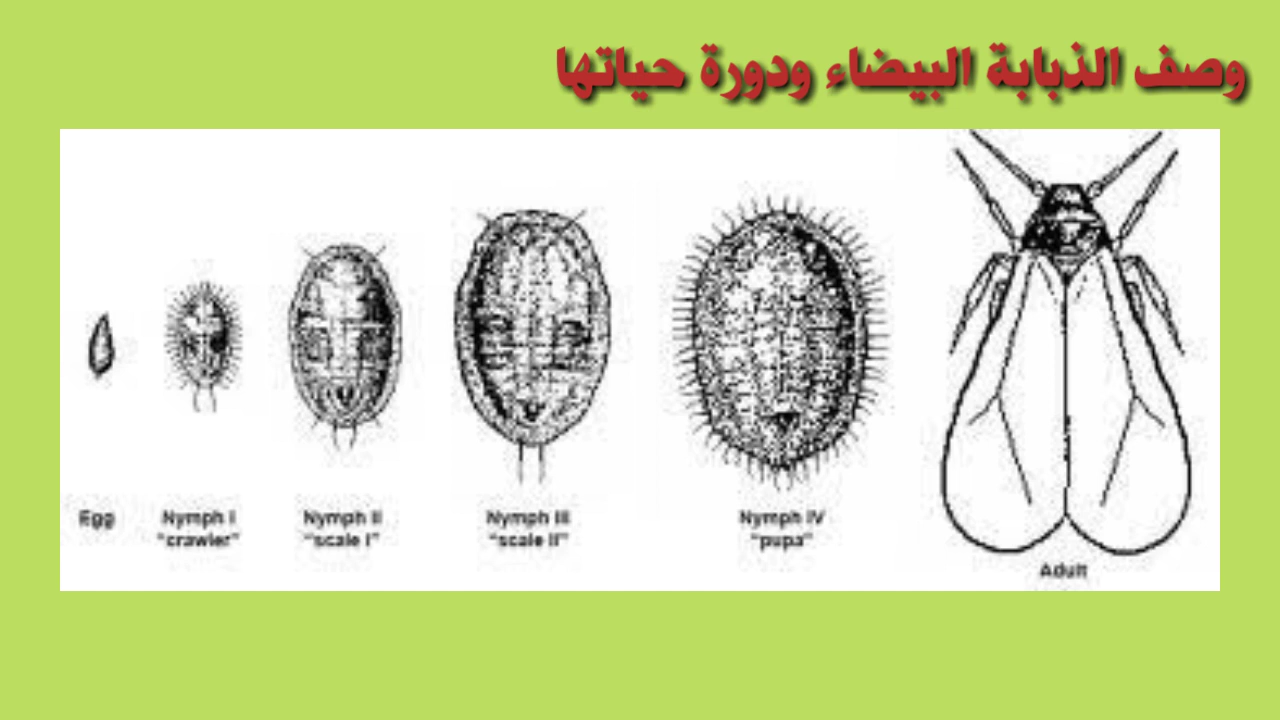 وصف الذبابة البيضاء ودورة حياتها
Egg
Nymph I
"crawler"
Nymph II
"scale I"
Nymph III
"scale II"
Nymph IV
"pupa"
Adult